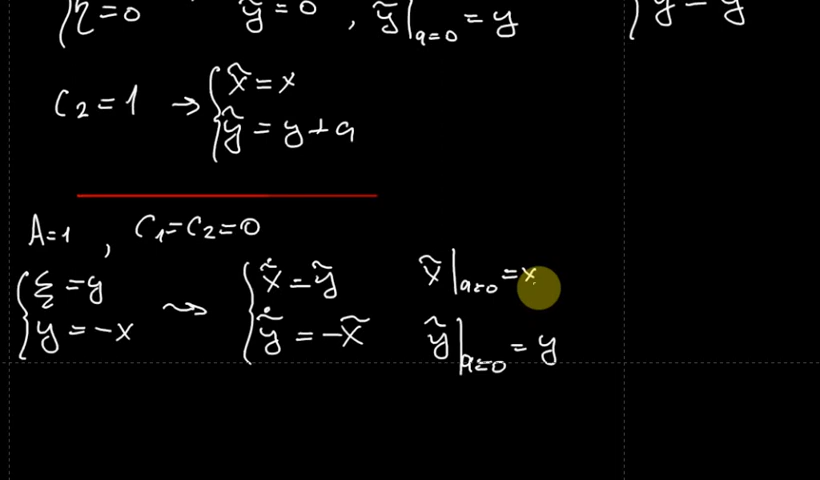 η = 0   ỹ̇ = 0 , ỹ|ₐ₌₀ = y
C₂ = 1 → { x̃ = x
ỹ = y + a
A = 1 , C₁ = C₂ = 0
{ ξ = y ⇝ { x̃̇ = ỹ   x̃|ₐ₌₀ = x
y = −x   ỹ̇ = −x̃   ỹ|ₐ₌₀ = y